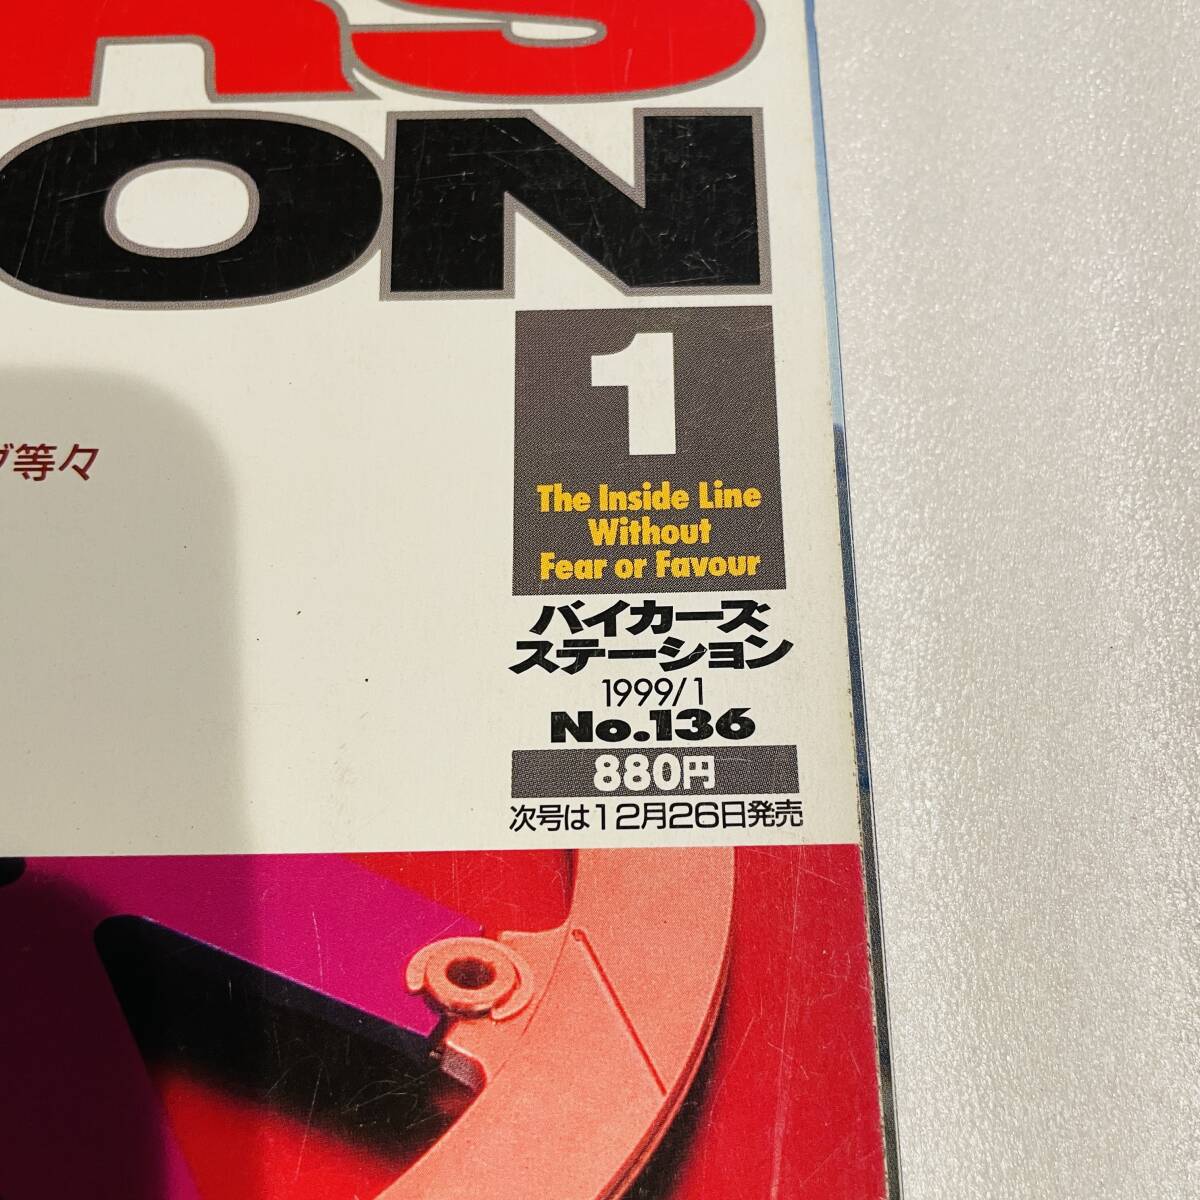 RS
ON
1
The Inside Line
Without
Fear or Favour
バイカーズ
ステーション
1999/1
No.136
880円
次号は12月26日発売
グ等々